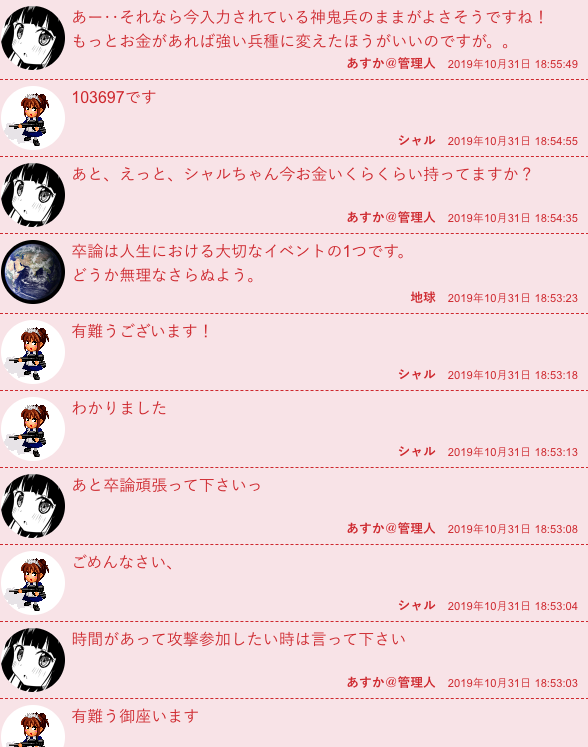 あー‥それなら今入力されている神鬼兵のままがよさそうですね！
もっとお金があれば強い兵種に変えたほうがいいのですが。。
あすか＠管理人 2019年10月31日 18:55:49
103697です
シャル 2019年10月31日 18:54:55
あと、えっと、シャルちゃん今お金いくらくらい持ってますか？
あすか＠管理人 2019年10月31日 18:54:35
卒論は人生における大切なイベントの1つです。
どうか無理なさらぬよう。
地球 2019年10月31日 18:53:23
有難うございます！
シャル 2019年10月31日 18:53:18
わかりました
シャル 2019年10月31日 18:53:13
あと卒論頑張って下さいっ
あすか＠管理人 2019年10月31日 18:53:08
ごめんなさい、
シャル 2019年10月31日 18:53:04
時間があって攻撃参加したい時は言って下さい
あすか＠管理人 2019年10月31日 18:53:03
有難う御座います